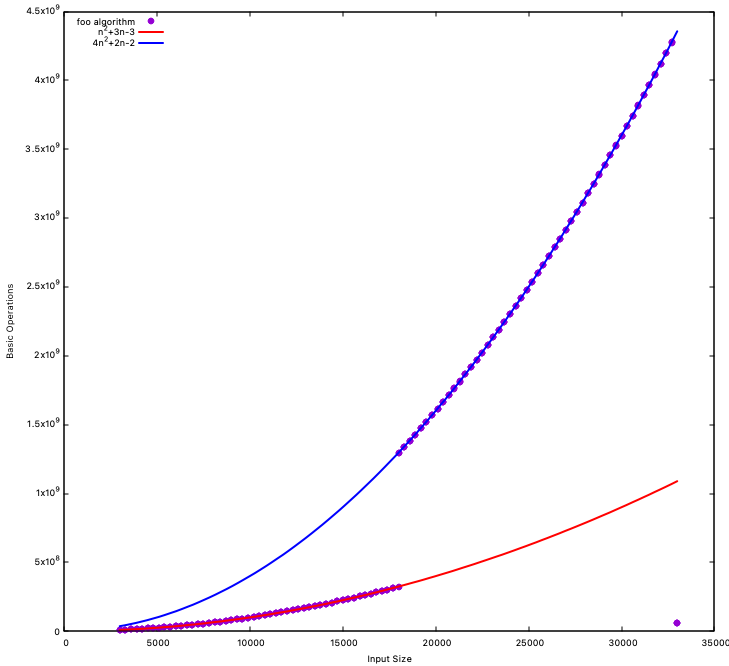 4.5x10⁹
foo algorithm
n²+3n-3
4n²+2n-2
4x10⁹
3.5x10⁹
3x10⁹
2.5x10⁹
2x10⁹
1.5x10⁹
1x10⁹
5x10⁸
0
Basic Operations
0 5000 10000 15000 20000 25000 30000 35000
Input Size